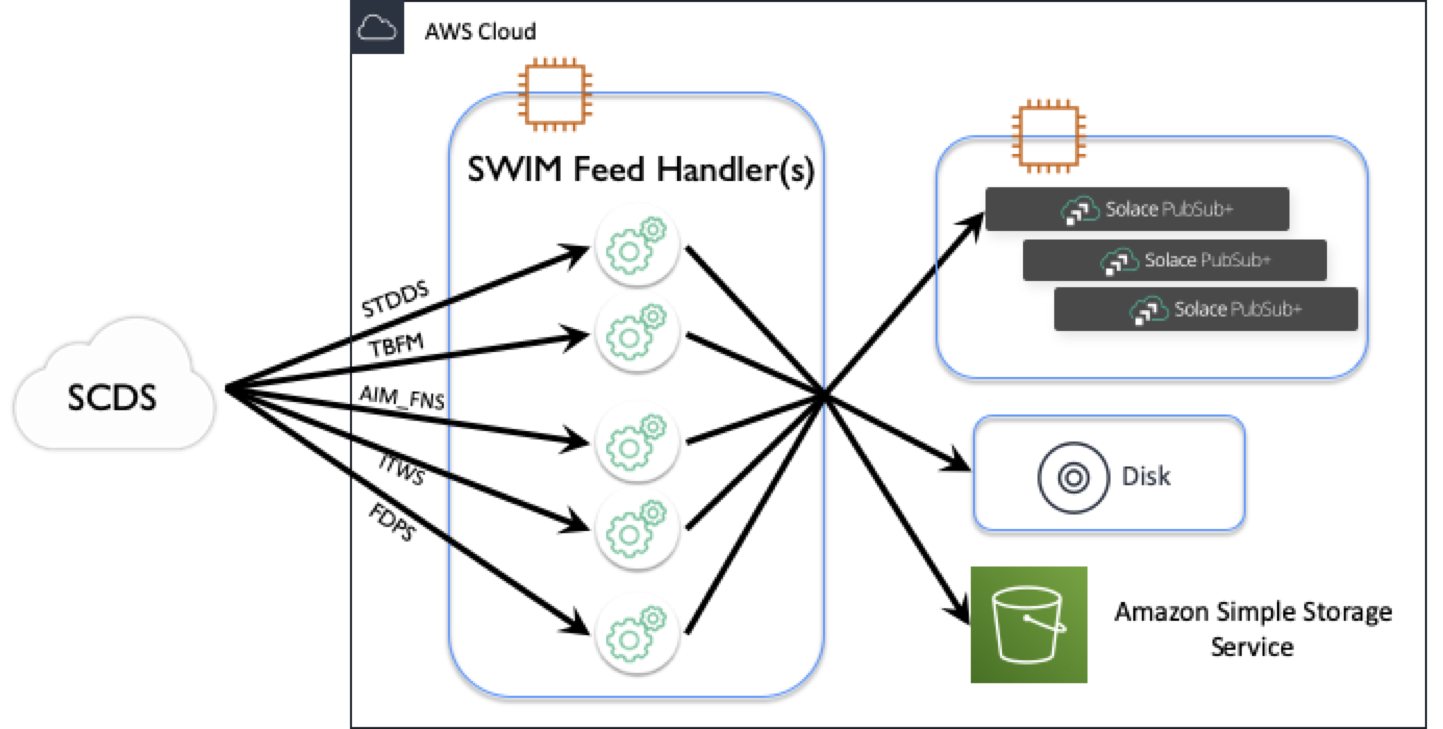 AWS Cloud
SWIM Feed Handler(s)
SCDS
STDDS
TBFM
AIM_FNS
ITWS
FDPS
Solace PubSub+
Solace PubSub+
Solace PubSub+
Disk
Amazon Simple Storage
Service